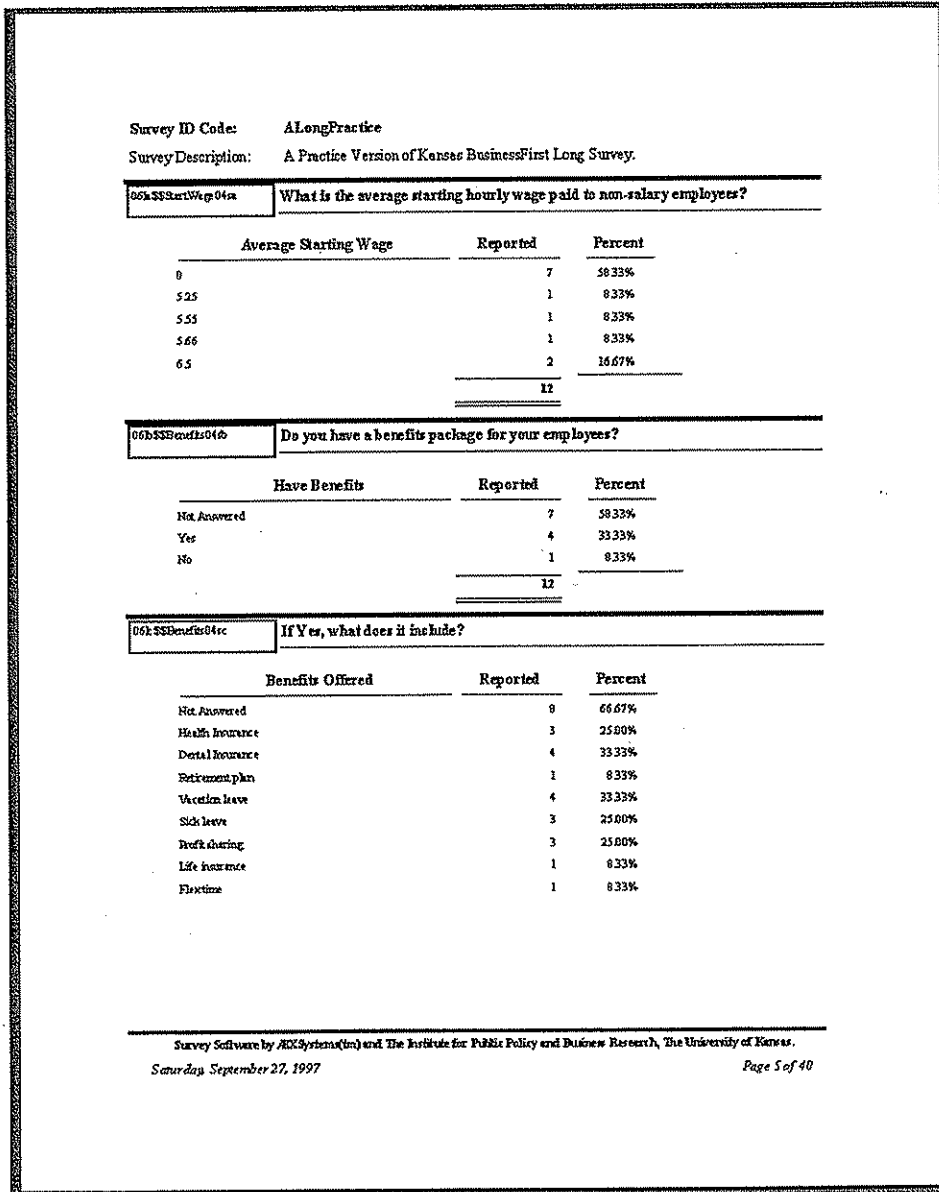 Survey ID Code: ALongPractice
Survey Description: A Practice Version of Kansas BusinessFirst Long Survey.
What is the average starting hourly wage paid to non-salary employees?
Average Starting Wage Reported Percent
0 7 58.33%
5.25 1 8.33%
5.55 1 8.33%
5.66 1 8.33%
6.5 2 16.67%
12
06b$$Benefits04sb Do you have a benefits package for your employees?
Have Benefits Reported Percent
Not Answered 7 58.33%
Yes 4 33.33%
No 1 8.33%
12
If Yes, what does it include?
Benefits Offered Reported Percent
Not Answered 8 66.67%
Health Insurance 3 25.00%
Dental Insurance 4 33.33%
Retirement plan 1 8.33%
Vacation leave 4 33.33%
Sick leave 3 25.00%
Profit sharing 3 25.00%
Life insurance 1 8.33%
Flextime 1 8.33%
Survey Software by Systems(tm) and The Institute for Public Policy and Business Research, The University of Kansas.
Saturday, September 27, 1997 Page 5 of 40